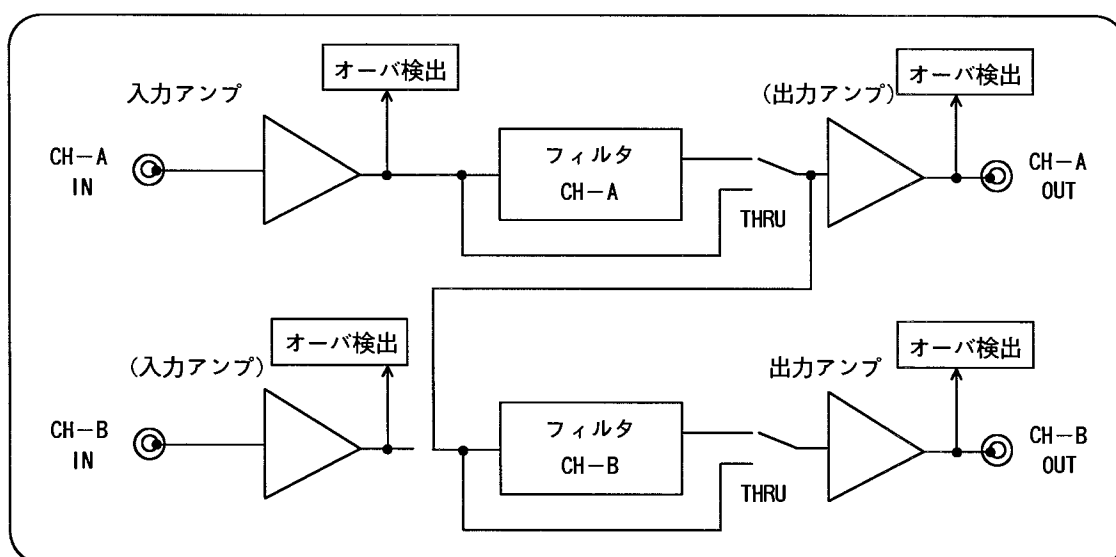 オーバ検出
オーバ検出
入力アンプ
(出力アンプ)
CH-A
IN
フィルタ
CH-A
THRU
CH-A
OUT
オーバ検出
オーバ検出
(入力アンプ)
出力アンプ
CH-B
IN
フィルタ
CH-B
THRU
CH-B
OUT